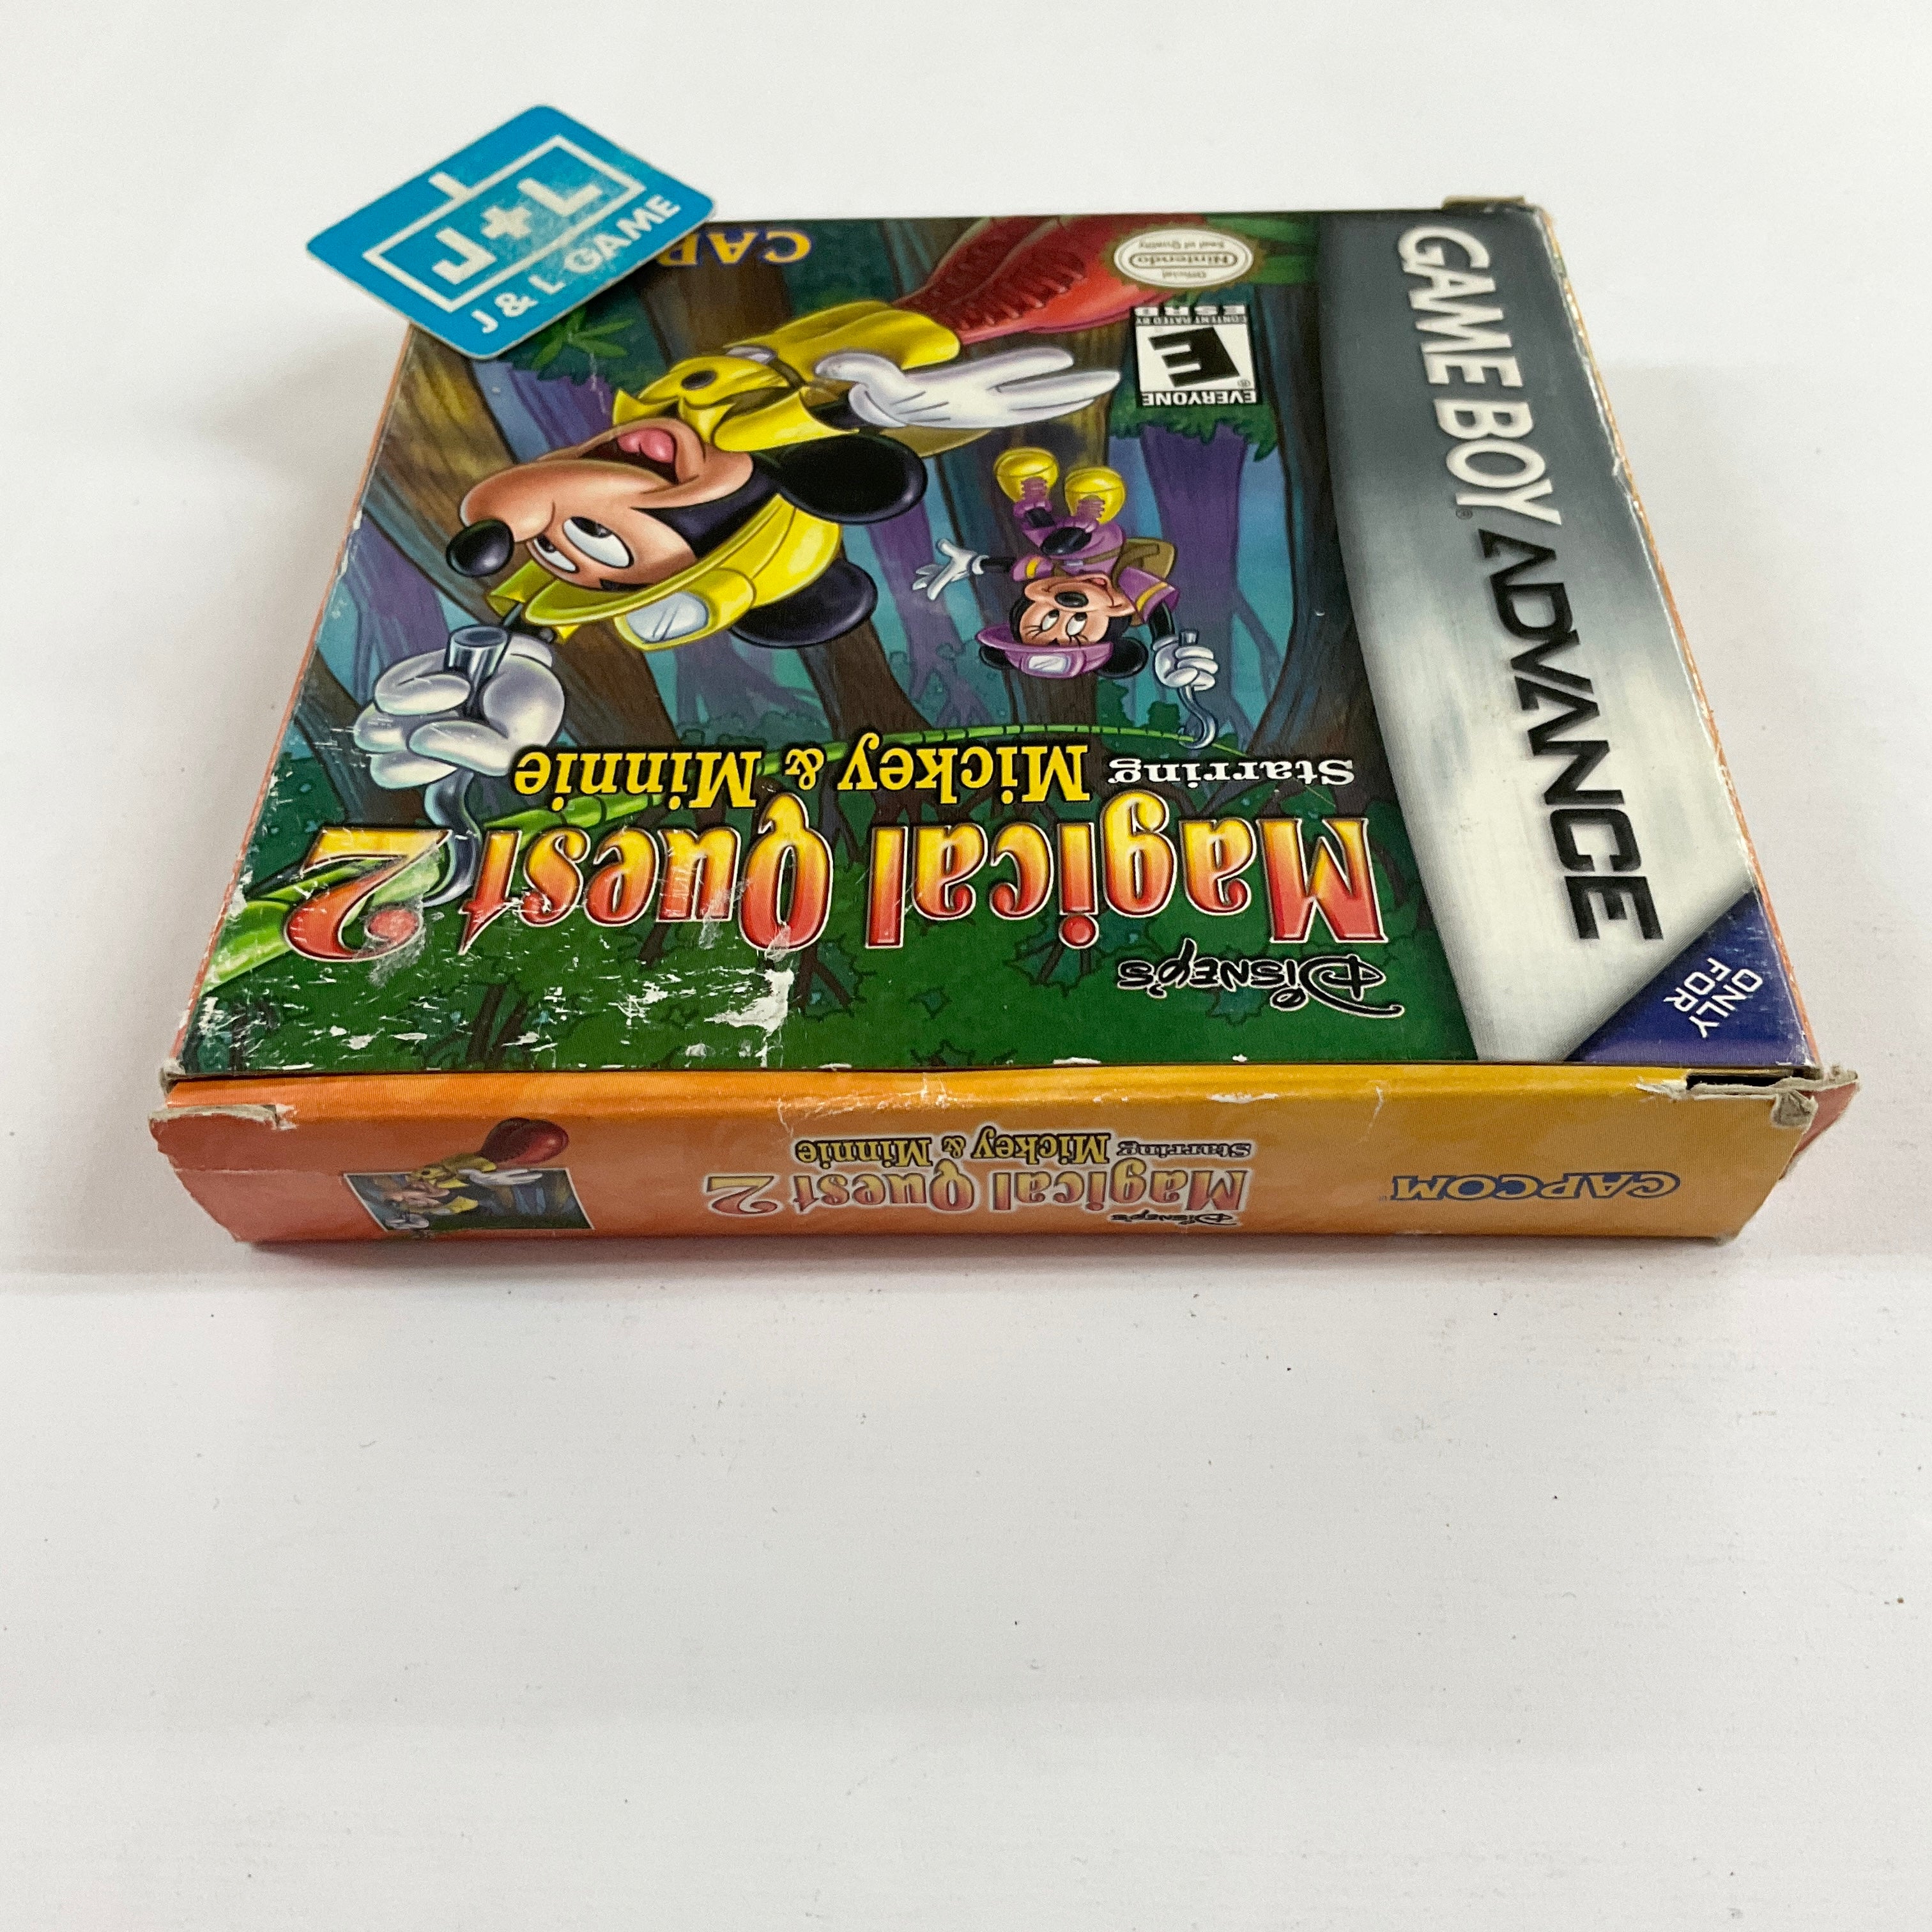 J+L
J & L GAME
GAME BOY ADVANCE
ONLY
FOR
DISNEY'S
Magical Quest 2
Starring Mickey & Minnie
EVERYONE
E
®
CONTENT RATED BY
ESRB
Official
Nintendo
Seal of Quality
CAP
DISNEY'S
Magical Quest 2
Starring Mickey & Minnie
CAPCOM®